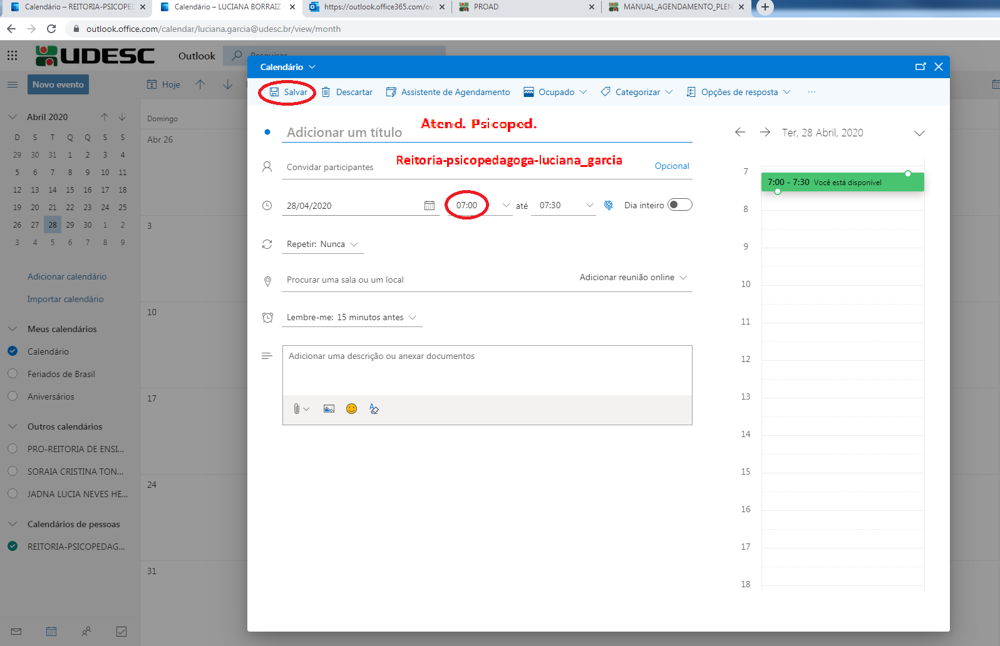 Calendário – REITORIA-PSICOPED
Calendário – LUCIANA BORRAIZ
https://outlook.office365.com/ow
PROAD
MANUAL_AGENDAMENTO_PLEN
outlook.office.com/calendar/luciana.garcia@udesc.br/view/month
UDESC
Outlook
Pesquisar
Calendário
Novo evento
Hoje
Salvar
Descartar
Assistente de Agendamento
Ocupado
Categorizar
Opções de resposta
...
Abril 2020
D S T Q Q S S
29 30 31 1 2 3 4
5 6 7 8 9 10 11
12 13 14 15 16 17 18
19 20 21 22 23 24 25
26 27 28 29 30 1 2
3 4 5 6 7 8 9
Adicionar calendário
Importar calendário
Meus calendários
Calendário
Feriados de Brasil
Aniversários
Outros calendários
PRO-REITORIA DE ENSI...
SORAIA CRISTINA TON...
JADNA LUCIA NEVES HE...
Calendários de pessoas
REITORIA-PSICOPEDAG...
Domingo
Abr 26
3
10
17
24
31
Adicionar um título
Atend. Psicoped.
Convidar participantes
Reitoria-psicopedagoga-luciana_garcia
Opcional
28/04/2020
07:00
até
07:30
Dia inteiro
Repetir: Nunca
Procurar uma sala ou um local
Adicionar reunião online
Lembre-me: 15 minutos antes
Adicionar uma descrição ou anexar documentos
Ter, 28 Abril, 2020
7
7:00 - 7:30 Você está disponível
8
9
10
11
12
13
14
15
16
17
18